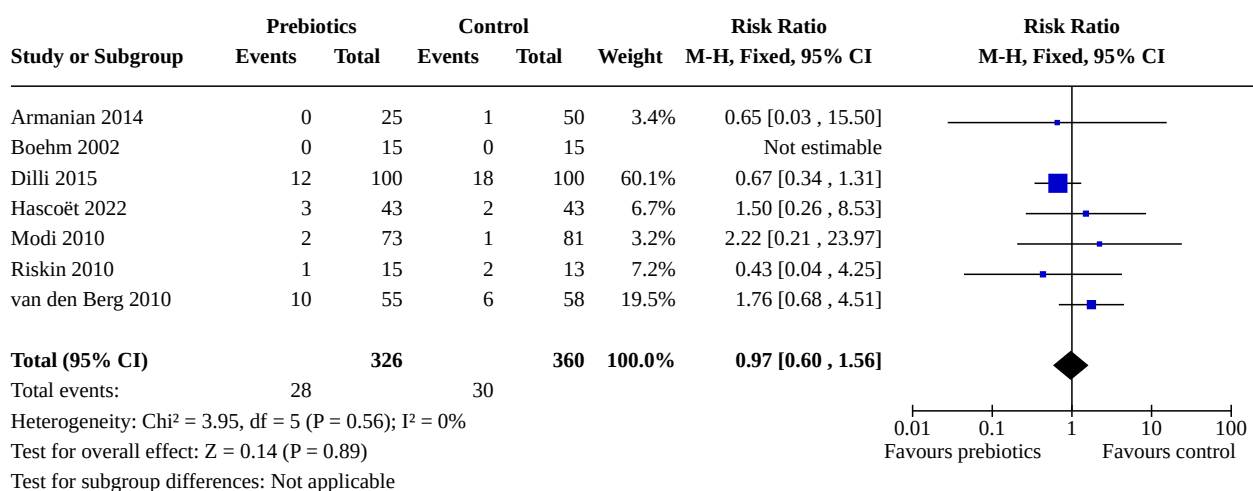 Prebiotics Control Risk Ratio Risk Ratio
Study or Subgroup Events Total Events Total Weight M-H, Fixed, 95% CI M-H, Fixed, 95% CI
Armanian 2014 0 25 1 50 3.4% 0.65 [0.03 , 15.50]
Boehm 2002 0 15 0 15 Not estimable
Dilli 2015 12 100 18 100 60.1% 0.67 [0.34 , 1.31]
Hascoët 2022 3 43 2 43 6.7% 1.50 [0.26 , 8.53]
Modi 2010 2 73 1 81 3.2% 2.22 [0.21 , 23.97]
Riskin 2010 1 15 2 13 7.2% 0.43 [0.04 , 4.25]
van den Berg 2010 10 55 6 58 19.5% 1.76 [0.68 , 4.51]
Total (95% CI) 326 360 100.0% 0.97 [0.60 , 1.56]
Total events: 28 30
Heterogeneity: Chi² = 3.95, df = 5 (P = 0.56); I² = 0%
0.01 0.1 1 10 100
Test for overall effect: Z = 0.14 (P = 0.89)
Favours prebiotics Favours control
Test for subgroup differences: Not applicable